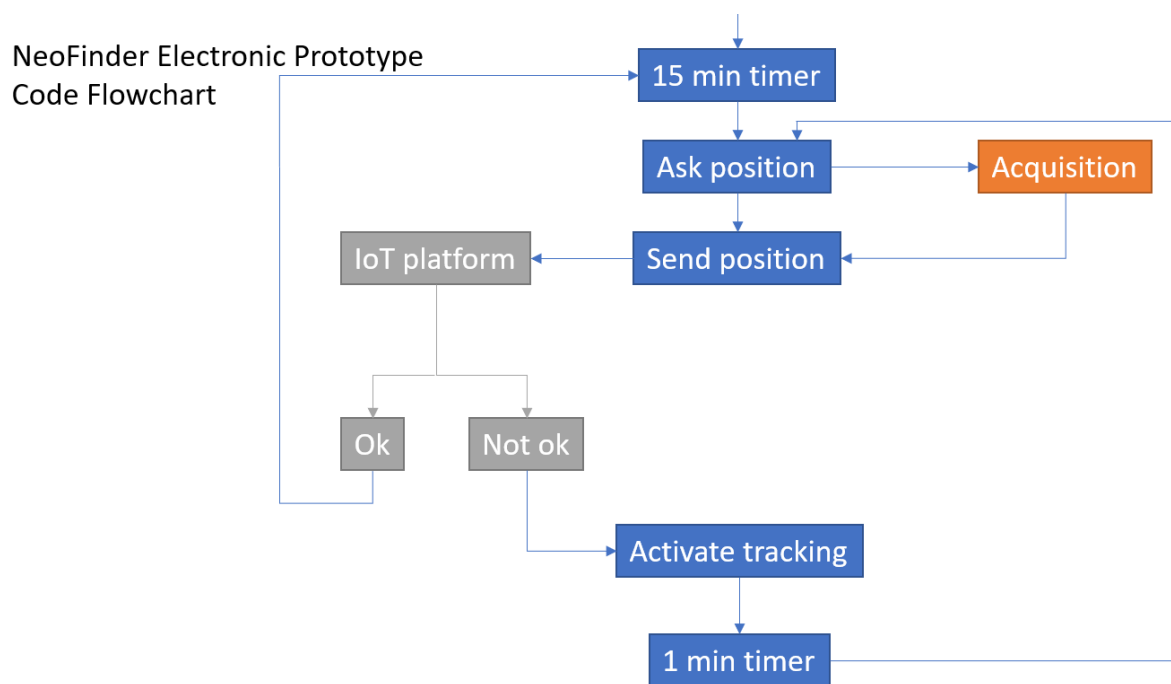 NeoFinder Electronic Prototype
Code Flowchart
15 min timer
Ask position
Acquisition
IoT platform
Send position
Ok
Not ok
Activate tracking
1 min timer